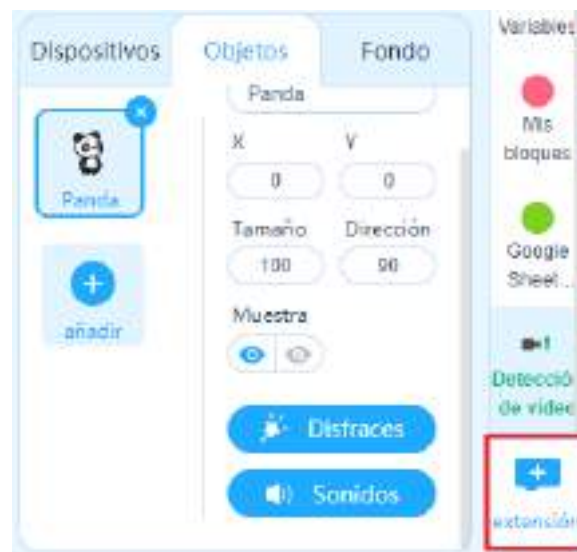 Dispositivos
Objetos
Fondo
Panda
Panda
añadir
X
Y
0
0
Tamaño
Dirección
100
90
Muestra
Disfraces
Sonidos
Variables
Mis
bloques
Google
Sheet...
Detecció
de vídeo
extensión